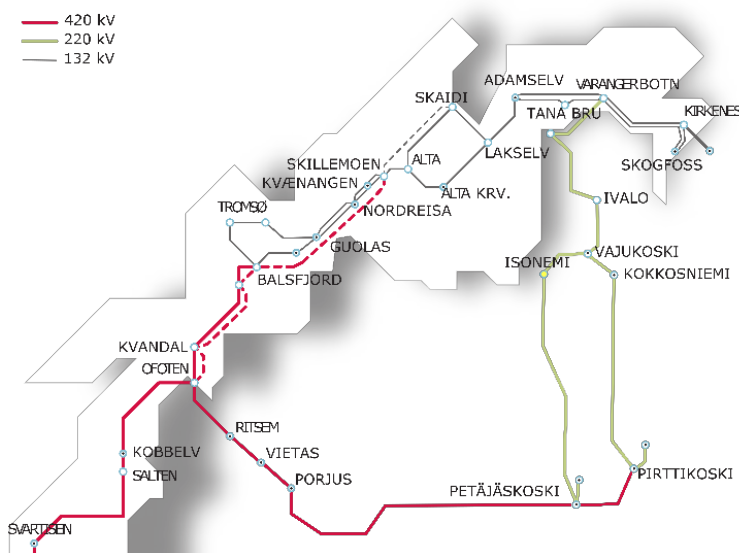 420 kV
220 kV
132 kV
ADAMSELV
VARANGERBOTN
SKAIDI
TANA BRU
KIRKENES
SKILLEMOEN
ALTA
LAKSELV
SKOGFOSS
KVÆNANGEN
ALTA KRV.
TROMSØ
NORDREISA
IVALO
GUOLAS
VAJUKOSKI
ISONEMI
KOKKOSNIEMI
BALSFJORD
KVANDAL
OFOTEN
RITSEM
KOBBELV
VIETAS
SALTEN
PORJUS
PIRTTIKOSKI
PETÄJÄSKOSKI
SVARTISEN